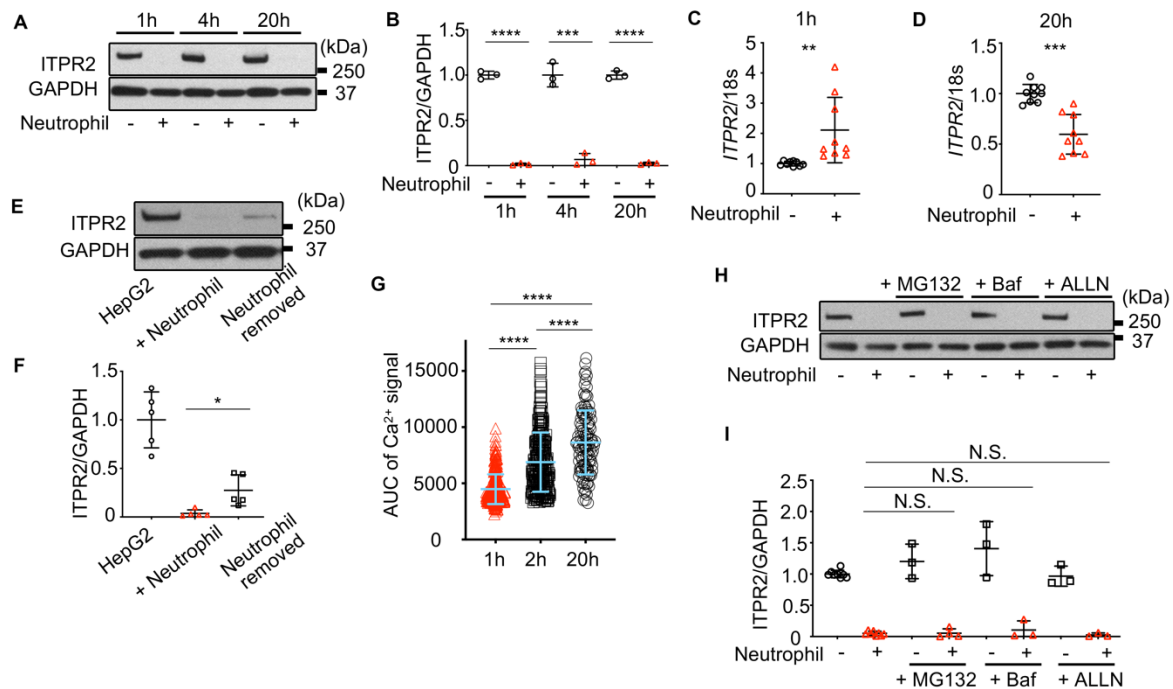 A
1h 4h 20h
(kDa)
ITPR2
250
GAPDH
37
Neutrophil - + - + - +
B
**** *** ****
ITPR2/GAPDH
1.5
1.0
0.5
0
Neutrophil - + - + - +
1h 4h 20h
C
1h
**
ITPR2/18s
5
4
3
2
1
0
Neutrophil - +
D
20h
***
ITPR2/18s
1.5
1.0
0.5
0
Neutrophil - +
E
(kDa)
ITPR2
250
GAPDH
37
HepG2
+ Neutrophil
Neutrophil
removed
F
*
ITPR2/GAPDH
1.5
1.0
0.5
0
HepG2
+ Neutrophil
Neutrophil
removed
G
****
**** ****
AUC of Ca2+ signal
15000
10000
5000
0
1h 2h 20h
H
+ MG132 + Baf + ALLN
(kDa)
ITPR2
250
GAPDH
37
Neutrophil - + - + - + - +
I
N.S.
N.S.
N.S.
ITPR2/GAPDH
2.5
2.0
1.5
1.0
0.5
0
Neutrophil - + - + - + - +
+ MG132 + Baf + ALLN